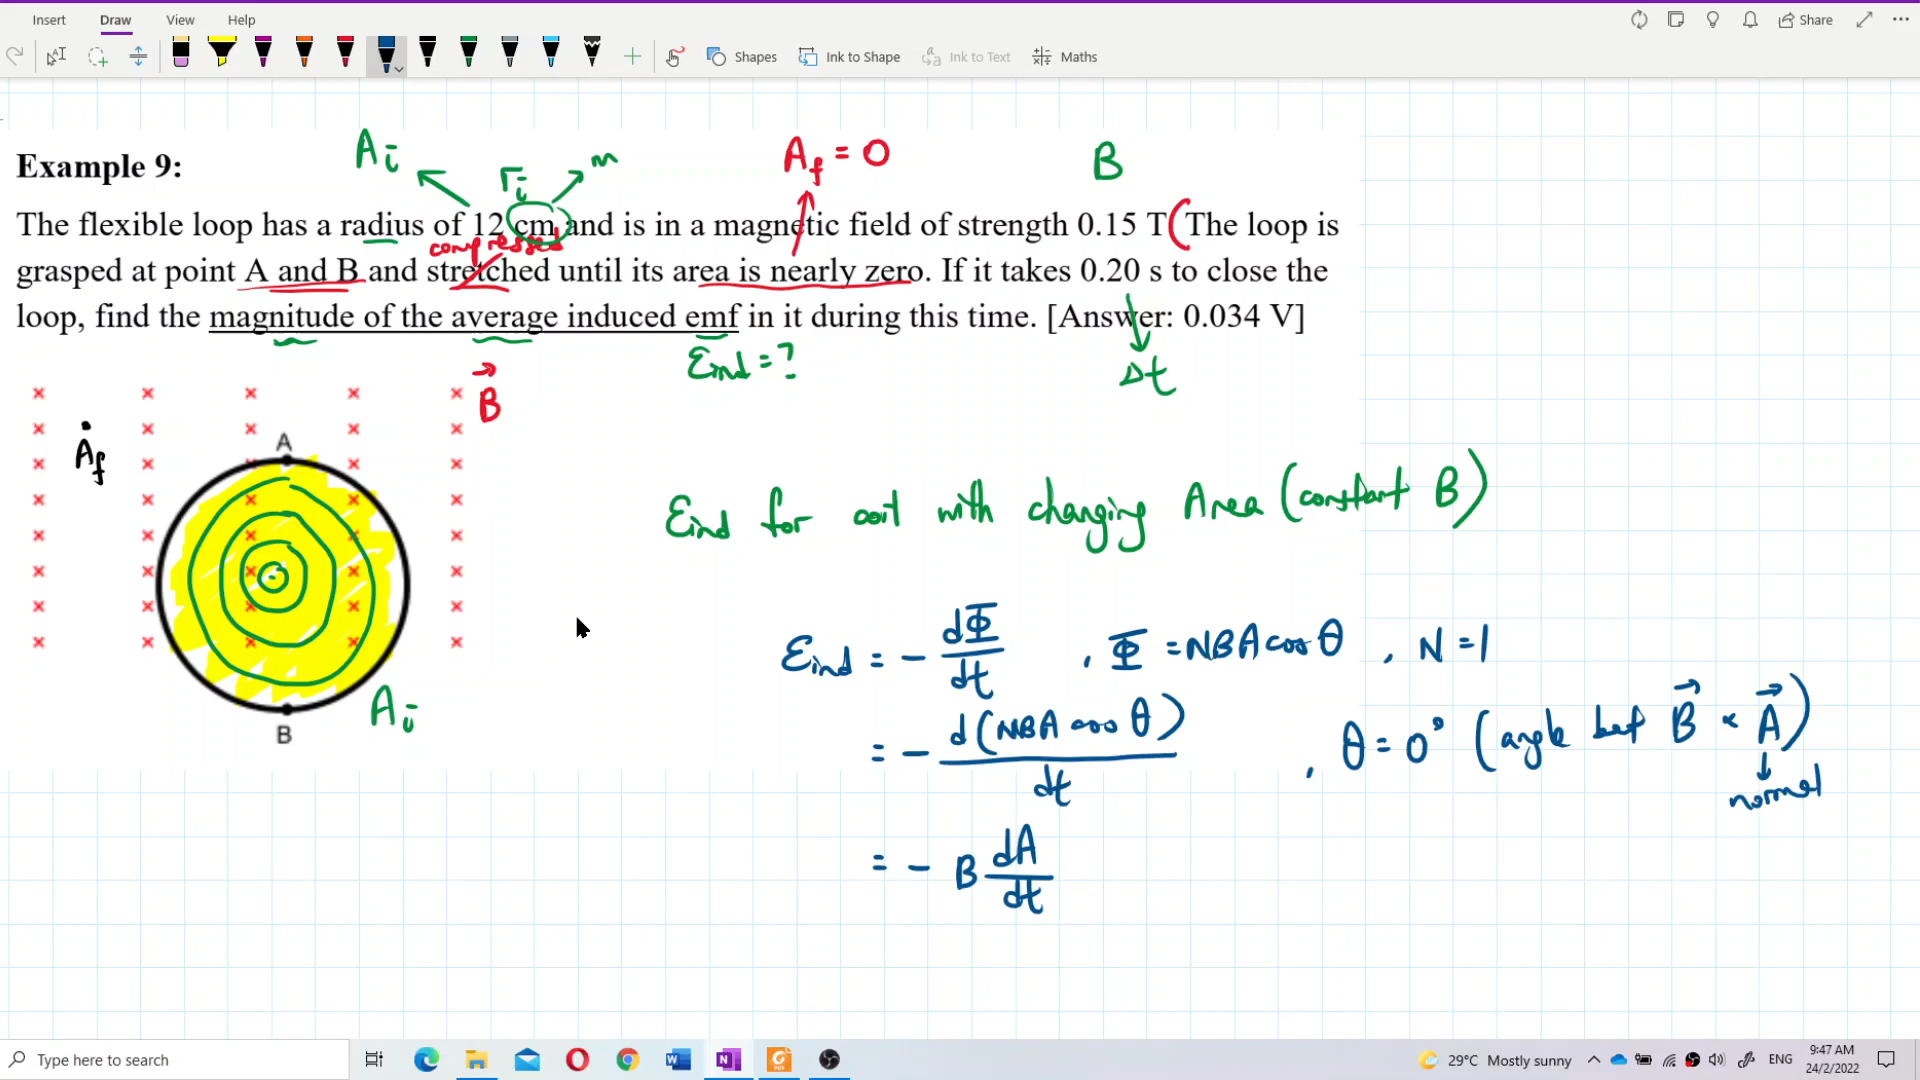 Insert Draw View Help
Share
Shapes Ink to Shape Ink to Text Maths
Ai ri m Af = 0 B
Example 9:
The flexible loop has a radius of 12 cm and is in a magnetic field of strength 0.15 T. The loop is
compressed
grasped at point A and B and stretched until its area is nearly zero. If it takes 0.20 s to close the
loop, find the magnitude of the average induced emf in it during this time. [Answer: 0.034 V]
Ɛind = ?
Δt
B
Af
A
Ɛind for coil with changing Area (constant B)
Ɛind = - dΦ/dt , Φ = NBA cos θ , N = 1
Ai
B
= - d(NBA cos θ)/dt , θ = 0° (angle bet B & A)
normal
= - B dA/dt
Type here to search
29°C Mostly sunny ENG 9:47 AM
24/2/2022